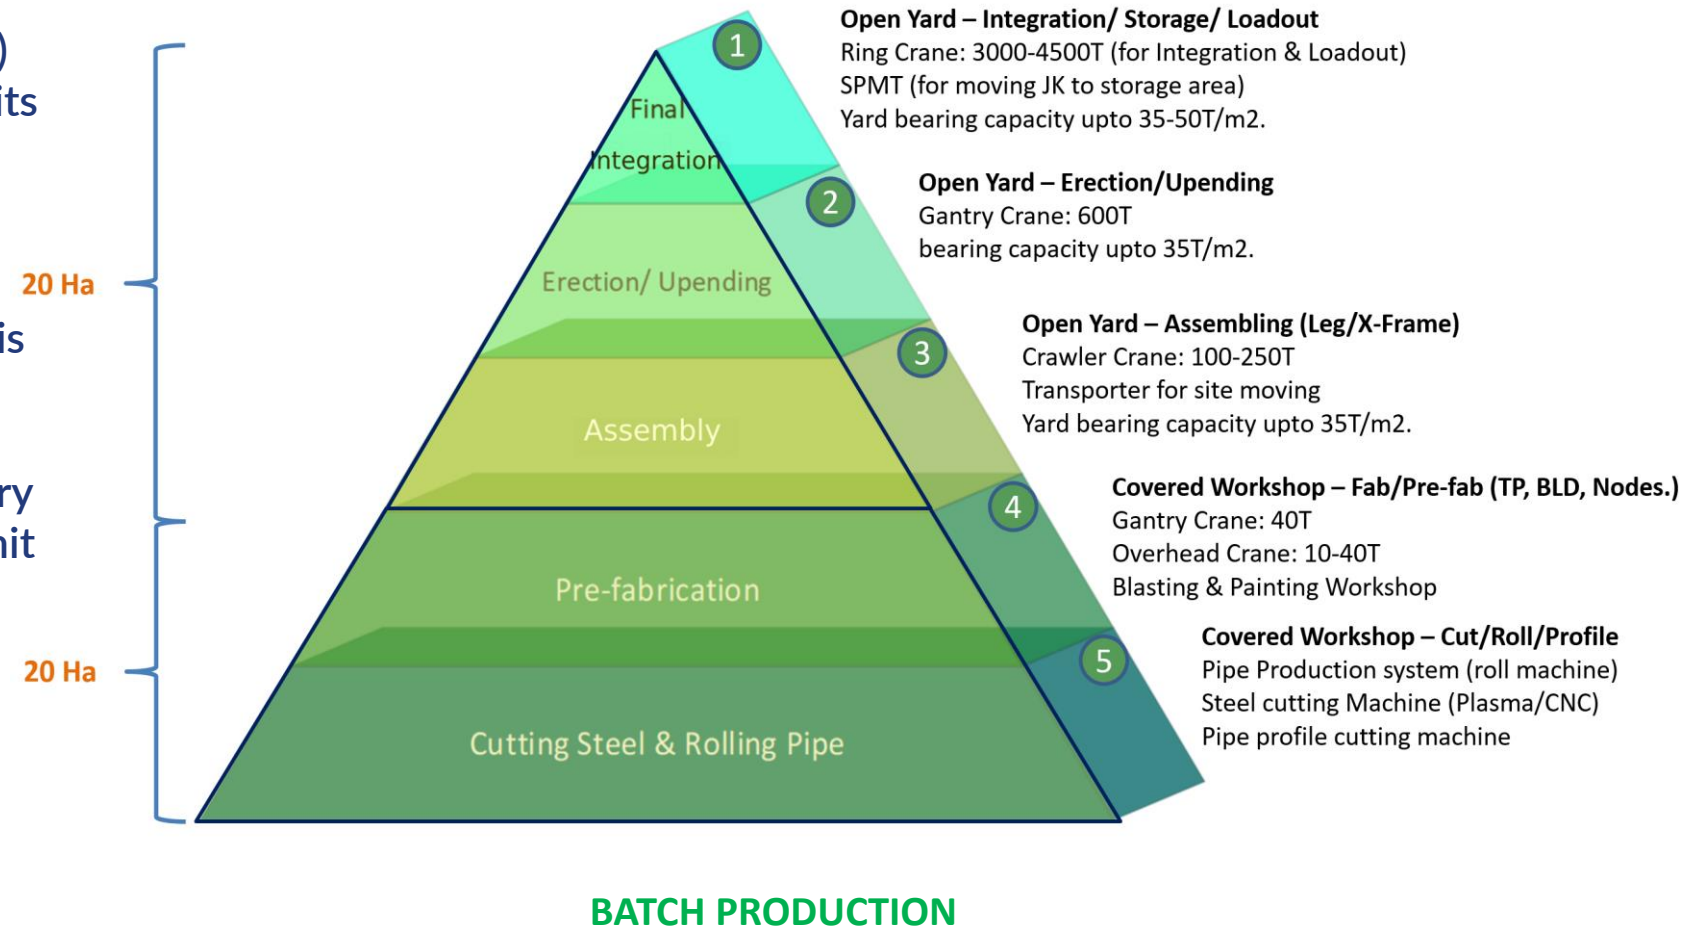 )
its
is
ry
nit
20 Ha
20 Ha
Final
Integration
Erection/ Upending
Assembly
Pre-fabrication
Cutting Steel & Rolling Pipe
1
Open Yard – Integration/ Storage/ Loadout
Ring Crane: 3000-4500T (for Integration & Loadout)
SPMT (for moving JK to storage area)
Yard bearing capacity upto 35-50T/m2.
2
Open Yard – Erection/Upending
Gantry Crane: 600T
bearing capacity upto 35T/m2.
3
Open Yard – Assembling (Leg/X-Frame)
Crawler Crane: 100-250T
Transporter for site moving
Yard bearing capacity upto 35T/m2.
4
Covered Workshop – Fab/Pre-fab (TP, BLD, Nodes.)
Gantry Crane: 40T
Overhead Crane: 10-40T
Blasting & Painting Workshop
5
Covered Workshop – Cut/Roll/Profile
Pipe Production system (roll machine)
Steel cutting Machine (Plasma/CNC)
Pipe profile cutting machine
BATCH PRODUCTION